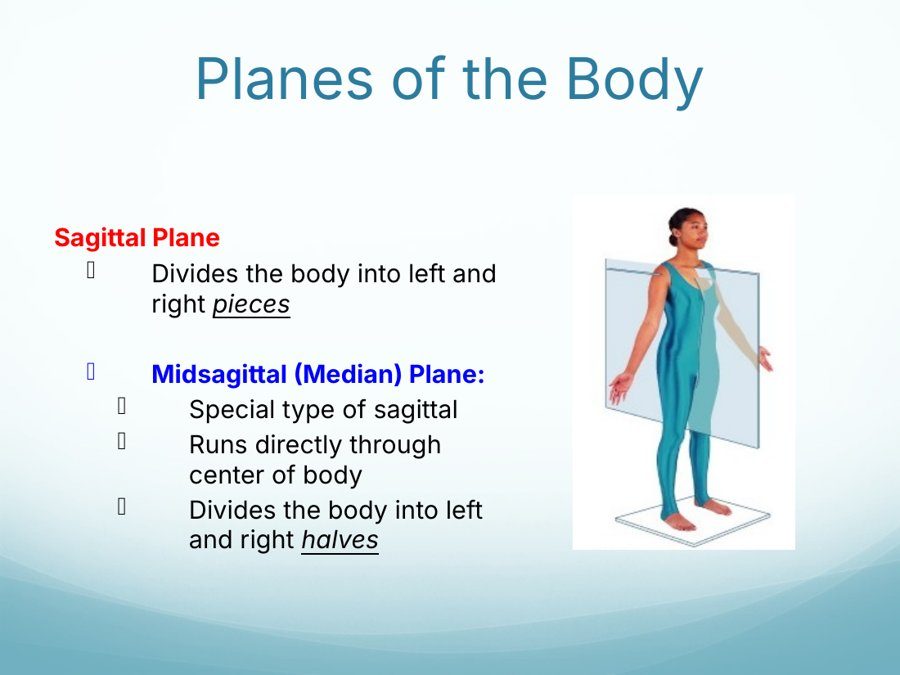 Planes of the Body
Sagittal Plane
Divides the body into left and
right pieces
Midsagittal (Median) Plane:
Special type of sagittal
Runs directly through
center of body
Divides the body into left
and right halves